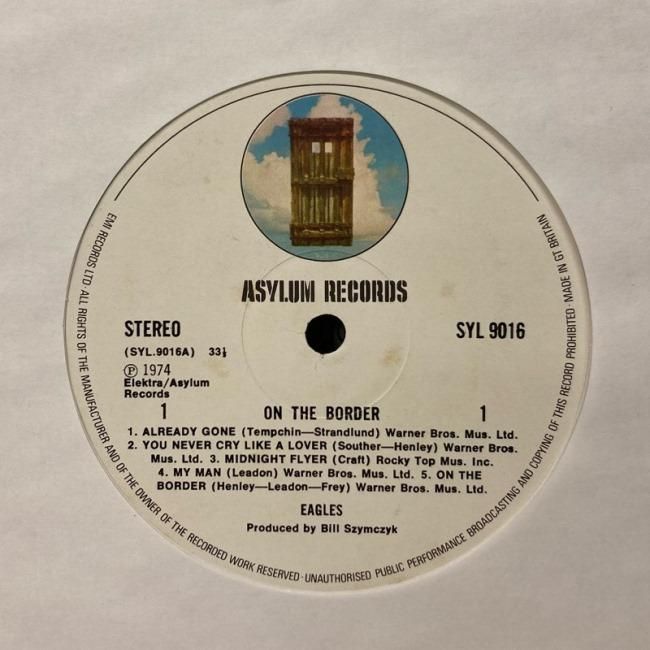 ASYLUM RECORDS
STEREO
SYL 9016
(SYL.9016A) 33⅓
Ⓟ 1974
Elektra/Asylum
Records
1 ON THE BORDER 1
1. ALREADY GONE (Tempchin—Strandlund) Warner Bros. Mus. Ltd.
2. YOU NEVER CRY LIKE A LOVER (Souther—Henley) Warner Bros.
Mus. Ltd. 3. MIDNIGHT FLYER (Craft) Rocky Top Mus. Inc.
4. MY MAN (Leadon) Warner Bros. Mus. Ltd. 5. ON THE
BORDER (Henley—Leadon—Frey) Warner Bros. Mus. Ltd.
EAGLES
Produced by Bill Szymczyk
EMI RECORDS LTD·ALL RIGHTS OF THE MANUFACTURER AND OF THE OWNER OF THE RECORDED WORK RESERVED·UNAUTHORISED PUBLIC PERFORMANCE BROADCASTING AND COPYING OF THIS RECORD PROHIBITED·MADE IN GT BRITAIN